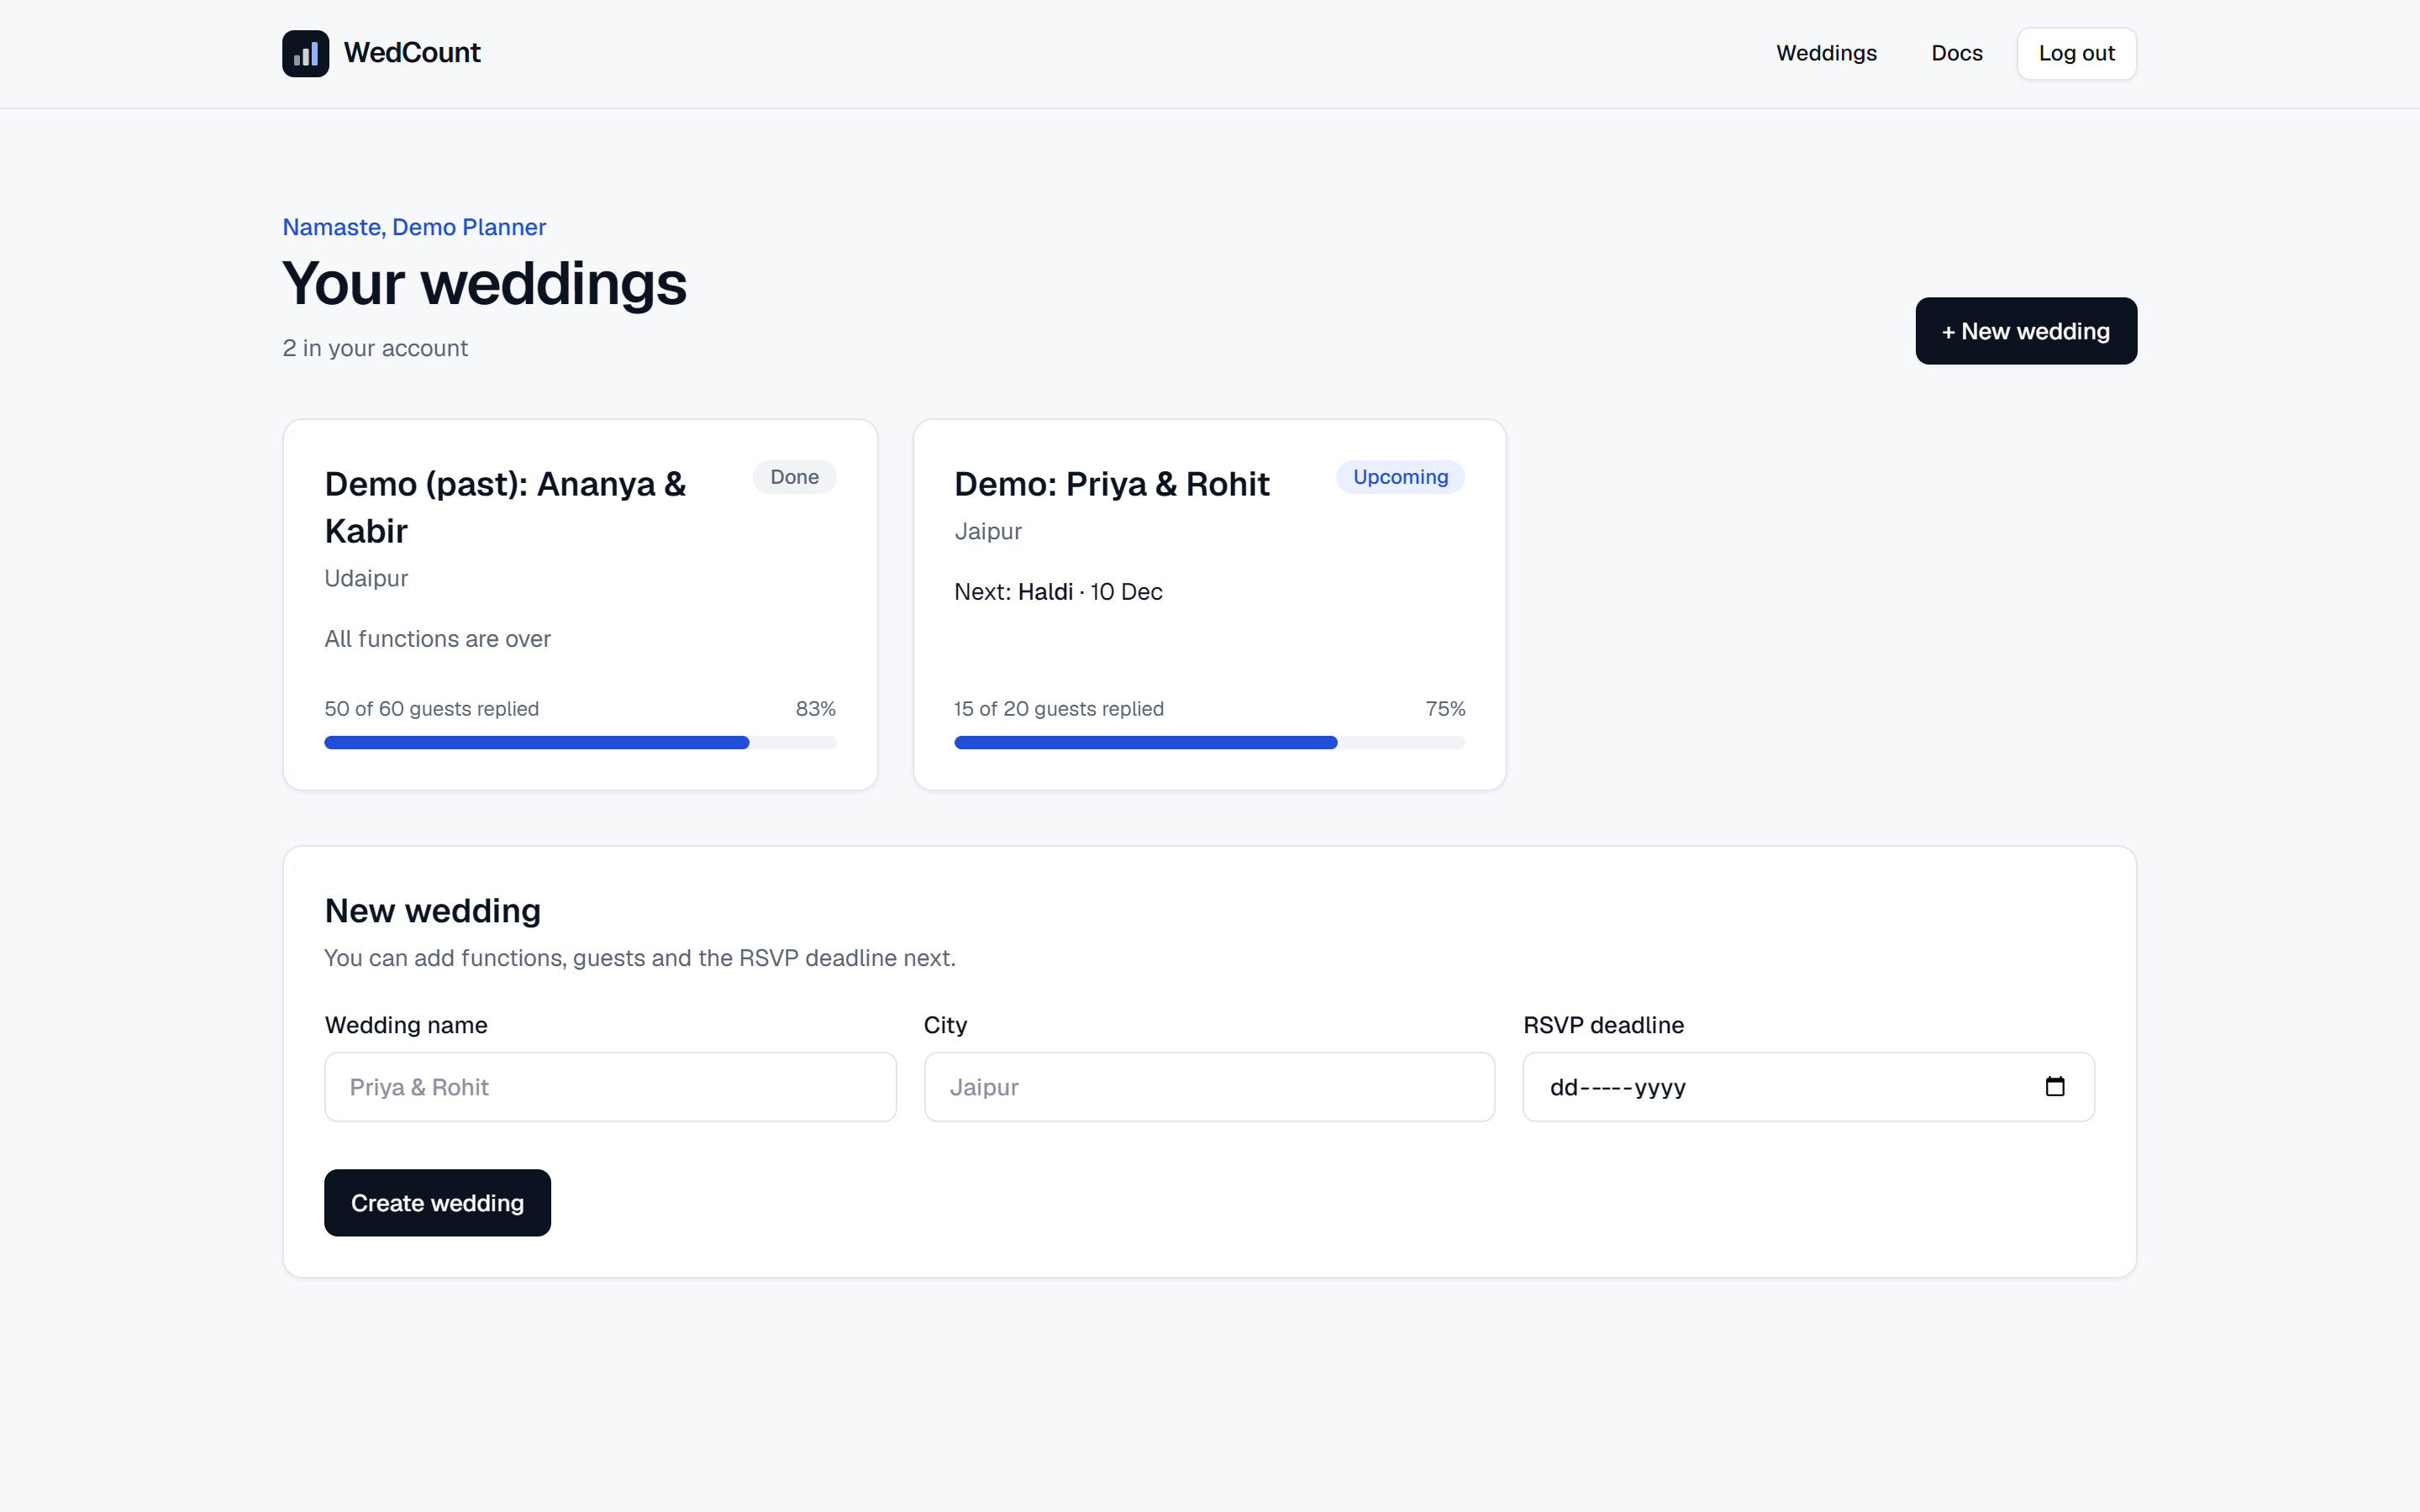 WedCount
Weddings
Docs
Log out
Namaste, Demo Planner
Your weddings
2 in your account
+ New wedding
Demo (past): Ananya &
Kabir
Done
Udaipur
All functions are over
50 of 60 guests replied
83%
Demo: Priya & Rohit
Upcoming
Jaipur
Next: Haldi · 10 Dec
15 of 20 guests replied
75%
New wedding
You can add functions, guests and the RSVP deadline next.
Wedding name
Priya & Rohit
City
Jaipur
RSVP deadline
dd-----yyyy
Create wedding